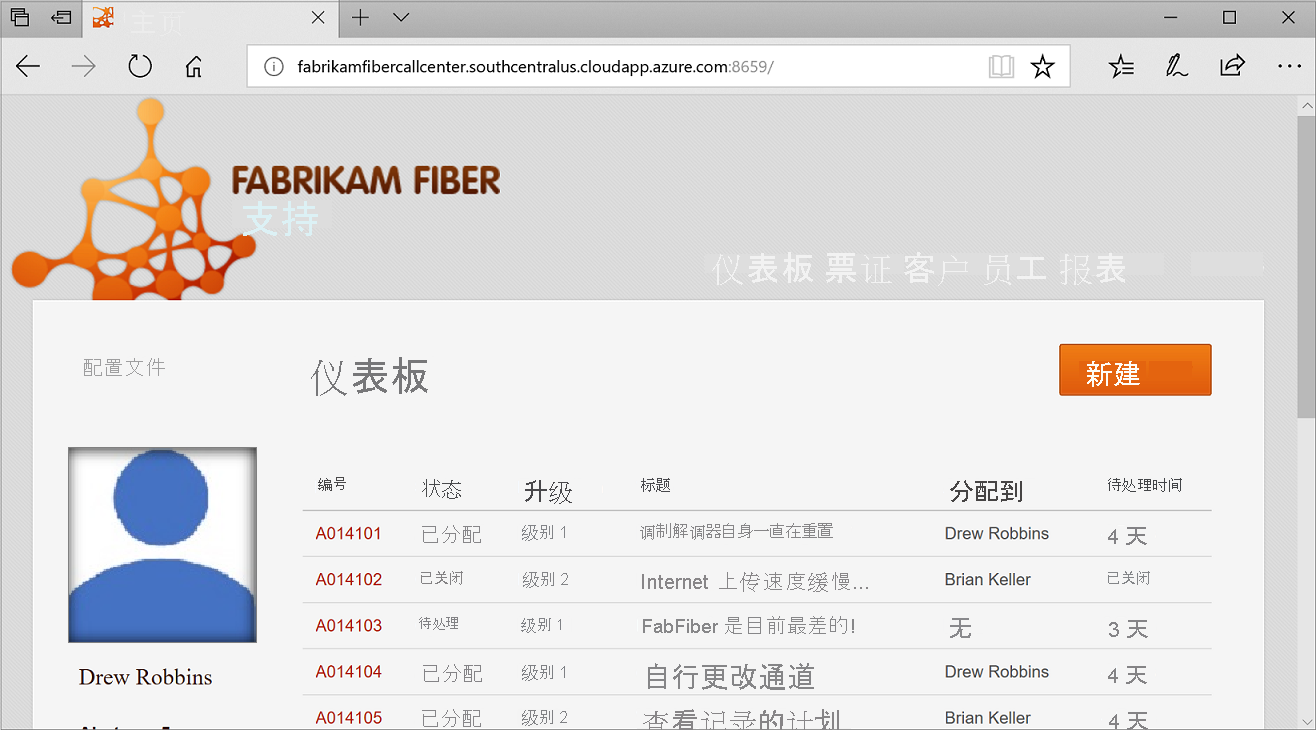 主页
fabrikamfibercallcenter.southcentralus.cloudapp.azure.com:8659/
FABRIKAM FIBER
支持
仪表板 票证 客户 员工 报表
配置文件
仪表板
新建
编号 状态 升级 标题 分配到 待处理时间
A014101 已分配 级别 1 调制解调器自身一直在重置 Drew Robbins 4 天
A014102 已关闭 级别 2 Internet 上传速度缓慢... Brian Keller 已关闭
A014103 待处理 级别 1 FabFiber 是目前最差的! 无 3 天
A014104 已分配 级别 1 自行更改通道 Drew Robbins 4 天
A014105 已分配 级别 2 查看记录的计划 Brian Keller 4 天
Drew Robbins